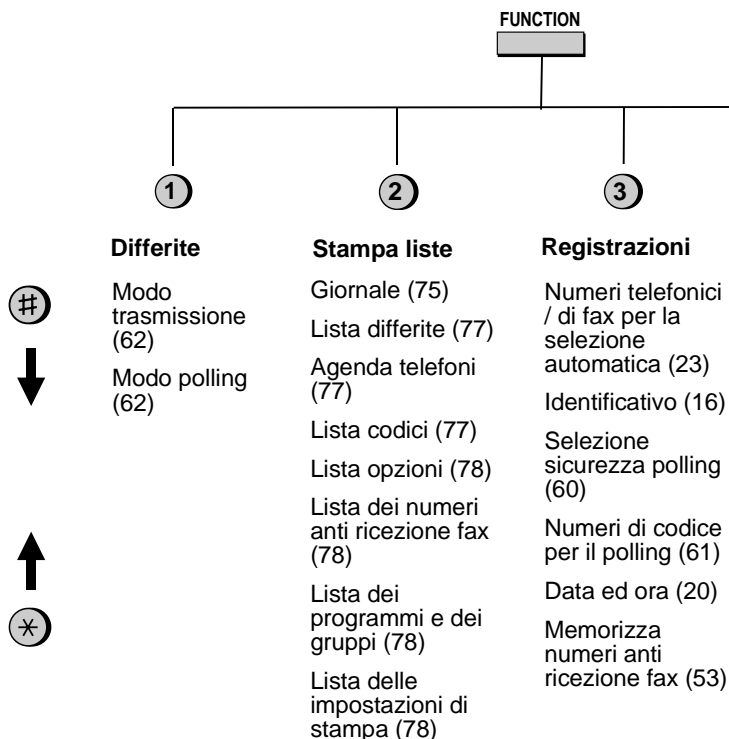 FUNCTION
1
2
3
Differite
Modo
trasmissione
(62)
Modo polling
(62)
Stampa liste
Giornale (75)
Lista differite (77)
Agenda telefoni
(77)
Lista codici (77)
Lista opzioni (78)
Lista dei numeri
anti ricezione fax
(78)
Lista dei
programmi e dei
gruppi (78)
Lista delle
impostazioni di
stampa (78)
Registrazioni
Numeri telefonici
/ di fax per la
selezione
automatica (23)
Identificativo (16)
Selezione
sicurezza polling
(60)
Numeri di codice
per il polling (61)
Data ed ora (20)
Memorizza
numeri anti
ricezione fax (53)
#
*